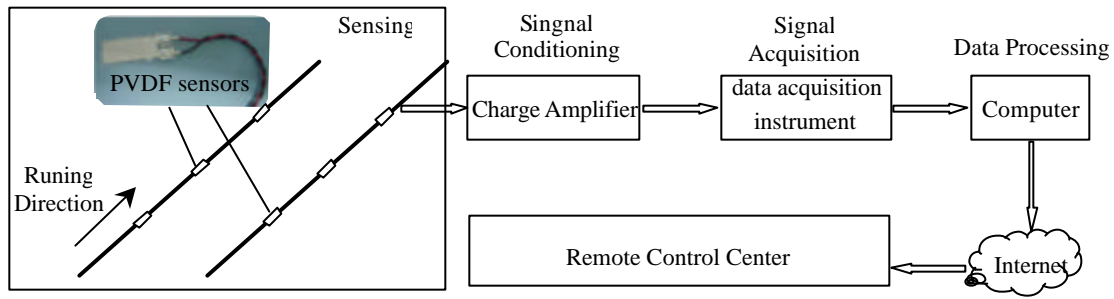 Sensing
PVDF sensors
Runing
Direction
Singnal
Conditioning
Charge Amplifier
Signal
Acquisition
data acquisition
instrument
Data Processing
Computer
Internet
Remote Control Center